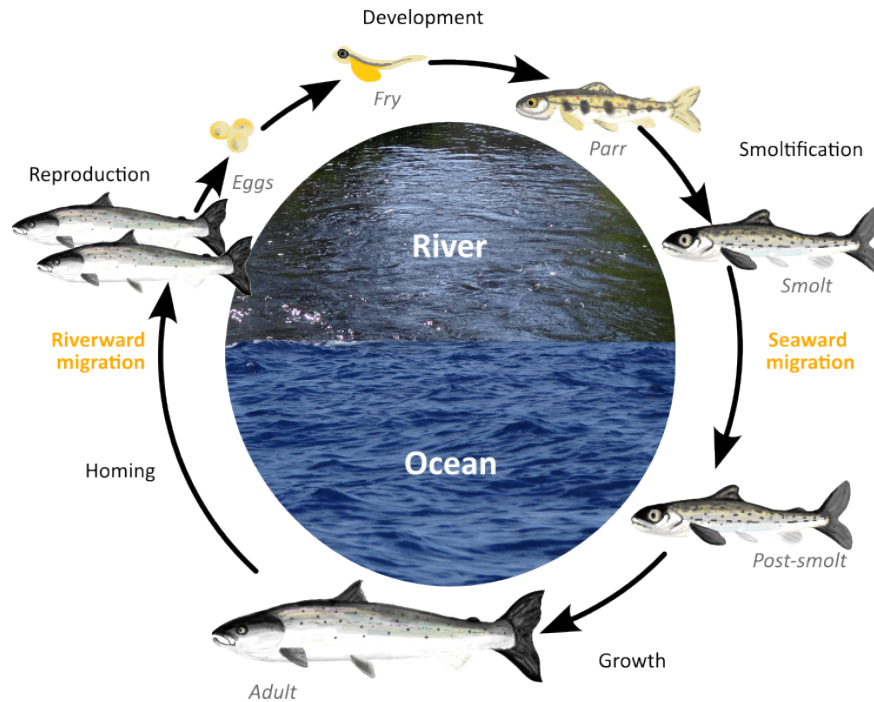 Development
Fry
Parr
Eggs
Reproduction
Smoltification
River
Smolt
Riverward
migration
Seaward
migration
Ocean
Homing
Post-smolt
Growth
Adult